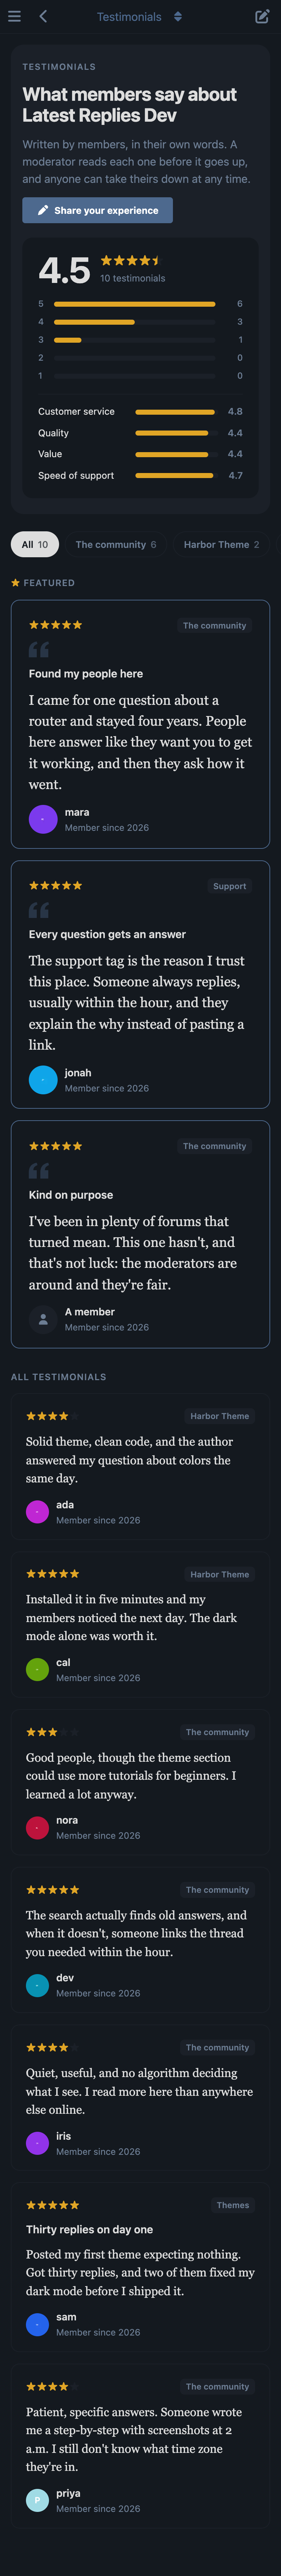 Testimonials
TESTIMONIALS
What members say about
Latest Replies Dev
Written by members, in their own words. A
moderator reads each one before it goes up,
and anyone can take theirs down at any time.
Share your experience
4.5
10 testimonials
5 6
4 3
3 1
2 0
1 0
Customer service 4.8
Quality 4.4
Value 4.4
Speed of support 4.7
All 10 The community 6 Harbor Theme 2
FEATURED
The community
Found my people here
I came for one question about a
router and stayed four years. People
here answer like they want you to get
it working, and then they ask how it
went.
mara
Member since 2026
Support
Every question gets an answer
The support tag is the reason I trust
this place. Someone always replies,
usually within the hour, and they
explain the why instead of pasting a
link.
jonah
Member since 2026
The community
Kind on purpose
I've been in plenty of forums that
turned mean. This one hasn't, and
that's not luck: the moderators are
around and they're fair.
A member
Member since 2026
ALL TESTIMONIALS
Harbor Theme
Solid theme, clean code, and the author
answered my question about colors the
same day.
ada
Member since 2026
Harbor Theme
Installed it in five minutes and my
members noticed the next day. The dark
mode alone was worth it.
cal
Member since 2026
The community
Good people, though the theme section
could use more tutorials for beginners. I
learned a lot anyway.
nora
Member since 2026
The community
The search actually finds old answers, and
when it doesn't, someone links the thread
you needed within the hour.
dev
Member since 2026
The community
Quiet, useful, and no algorithm deciding
what I see. I read more here than anywhere
else online.
iris
Member since 2026
Themes
Thirty replies on day one
Posted my first theme expecting nothing.
Got thirty replies, and two of them fixed my
dark mode before I shipped it.
sam
Member since 2026
The community
Patient, specific answers. Someone wrote
me a step-by-step with screenshots at 2
a.m. I still don't know what time zone
they're in.
P
priya
Member since 2026